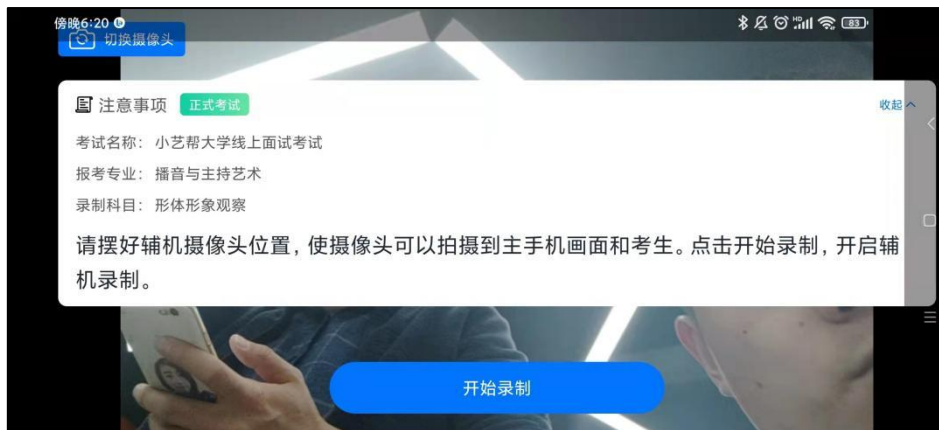 傍晚6:20
HD
83
切换摄像头
注意事项 正式考试 收起
考试名称： 小艺帮大学线上面试考试
报考专业： 播音与主持艺术
录制科目： 形体形象观察
请摆好辅机摄像头位置，使摄像头可以拍摄到主手机画面和考生。点击开始录制，开启辅
机录制。
开始录制